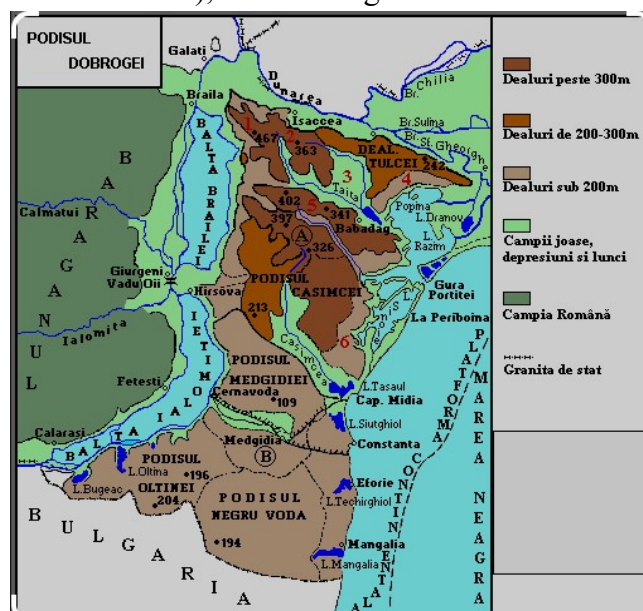 PODISUL
DOBROGEI
Galati
Braila
Dunarea
Isaccea
Chilia
Br.
Br. Sulina
Br. Sf. Gheorghe
1
467
2
363
DEAL.
TULCEI
242
3
4
Taita
BALTA BRAILEI
BARAGANUL
Calmatui
402
5
397
341
A
326
Babadag
Popina
L.Dranov
L.
Razim
Giurgeni
Vadu Oii
Hirsova
PODISUL
CASIMCEI
213
Gura
Portitei
La Periboina
Ialomita
6
Casimcea
PODISUL
MEDGIDIEI
109
Fetesti
Cernavoda
L.Tasaul
Cap. Midia
L.Siutghiol
Calarasi
BALTA IALOMITEI
Medgidia
B
Constanta
PODISUL
OLTINEI
L.Oltina
196
204
L.Bugeac
Eforie
L.Techirghiol
PODISUL
NEGRU VODA
194
Mangalia
L.Mangalia
BULGARIA
PLATFORMA
CONTINENTALA
MAREA NEAGRA
Dealuri peste 300m
Dealuri de 200-300m
Dealuri sub 200m
Campii joase,
depresiuni si lunci
Campia Română
Granita de stat